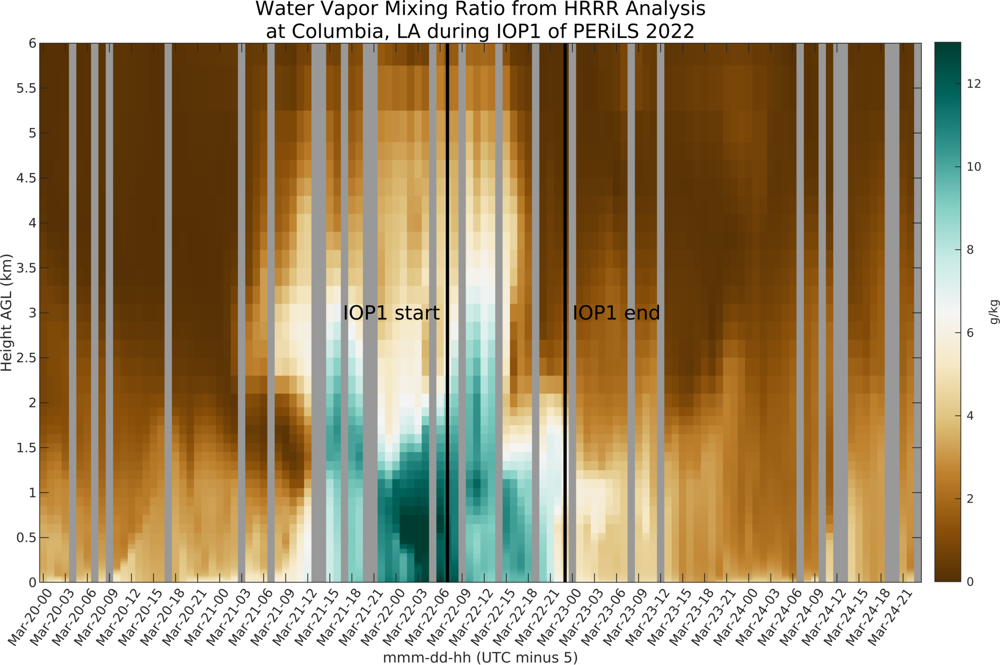 Water Vapor Mixing Ratio from HRRR Analysis
at Columbia, LA during IOP1 of PERiLS 2022
6
5.5
5
4.5
4
3.5
3
2.5
2
1.5
1
0.5
0
Height AGL (km)
IOP1 start
IOP1 end
Mar-20-00
Mar-20-03
Mar-20-06
Mar-20-09
Mar-20-12
Mar-20-15
Mar-20-18
Mar-20-21
Mar-21-00
Mar-21-03
Mar-21-06
Mar-21-09
Mar-21-12
Mar-21-15
Mar-21-18
Mar-21-21
Mar-22-00
Mar-22-03
Mar-22-06
Mar-22-09
Mar-22-12
Mar-22-15
Mar-22-18
Mar-22-21
Mar-23-00
Mar-23-03
Mar-23-06
Mar-23-09
Mar-23-12
Mar-23-15
Mar-23-18
Mar-23-21
Mar-24-00
Mar-24-03
Mar-24-06
Mar-24-09
Mar-24-12
Mar-24-15
Mar-24-18
Mar-24-21
mmm-dd-hh (UTC minus 5)
12
10
8
6
4
2
0
g/kg